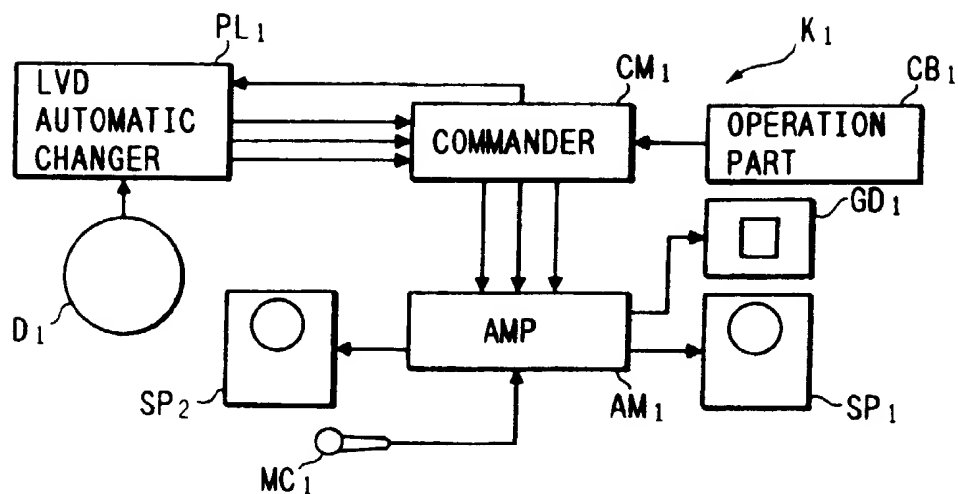 PL₁
K₁
LVD
AUTOMATIC
CHANGER
CM₁
COMMANDER
CB₁
OPERATION
PART
GD₁
D₁
AMP
SP₂
AM₁
SP₁
MC₁